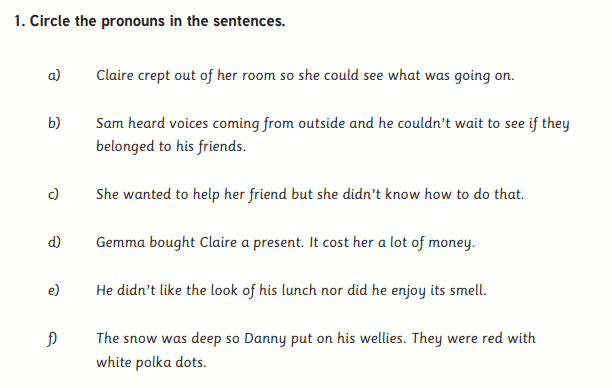 1. Circle the pronouns in the sentences.
a) Claire crept out of her room so she could see what was going on.
b) Sam heard voices coming from outside and he couldn't wait to see if they
belonged to his friends.
c) She wanted to help her friend but she didn't know how to do that.
d) Gemma bought Claire a present. It cost her a lot of money.
e) He didn't like the look of his lunch nor did he enjoy its smell.
f) The snow was deep so Danny put on his wellies. They were red with
white polka dots.